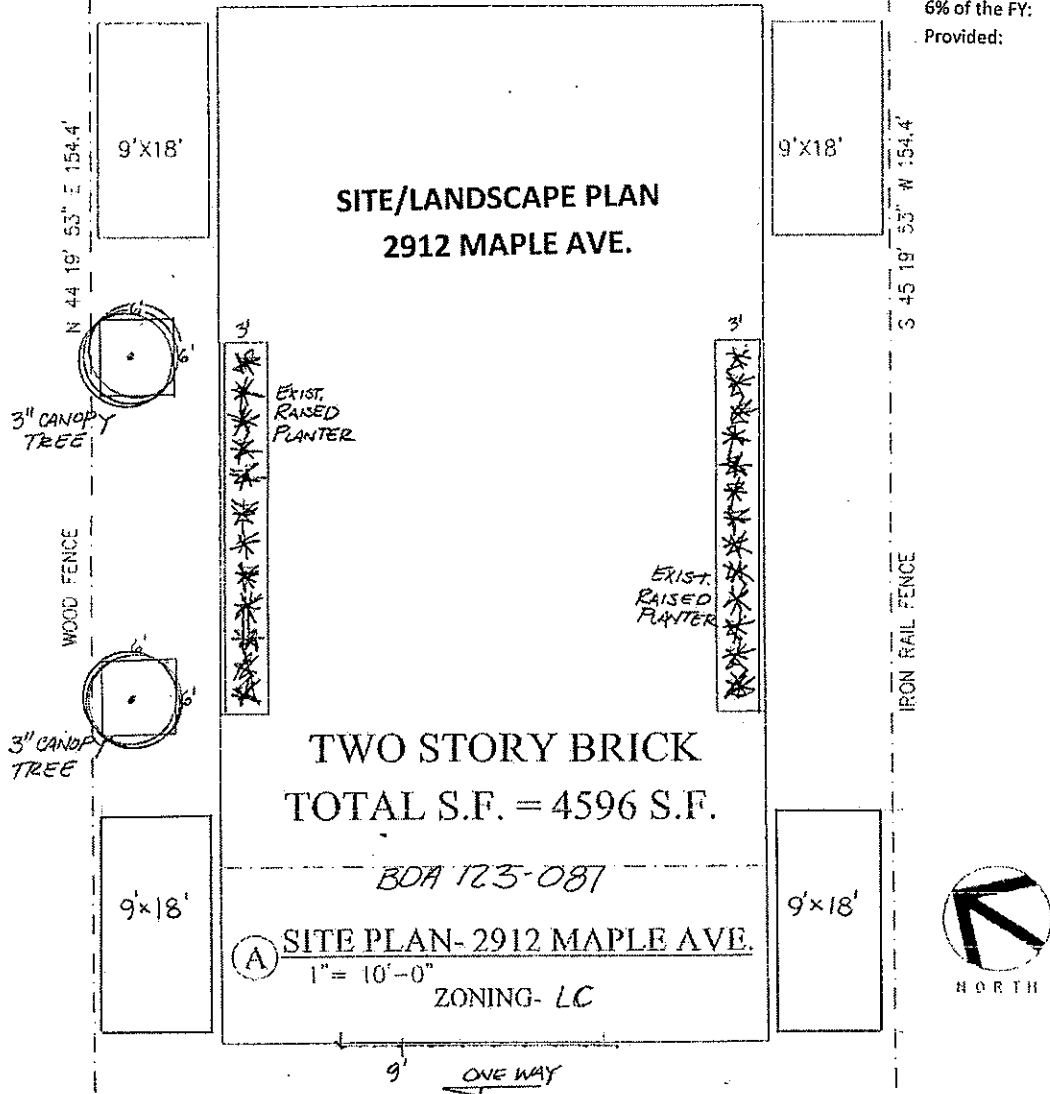 6% of the FY:
Provided:
9'X18'
9'X18'
N 44 19' 53" E 154.4'
S 45 19' 53" W 154.4'
SITE/LANDSCAPE PLAN
2912 MAPLE AVE.
6'
6'
3" CANOPY
TREE
3'
EXIST.
RAISED
PLANTER
3'
WOOD FENCE
EXIST.
RAISED
PLANTER
IRON RAIL FENCE
6'
6'
3" CANOPY
TREE
TWO STORY BRICK
TOTAL S.F. = 4596 S.F.
BDA 123-087
9'x18'
9'x18'
A SITE PLAN- 2912 MAPLE AVE.
1"= 10'-0"
ZONING- LC
NORTH
9'
ONE WAY